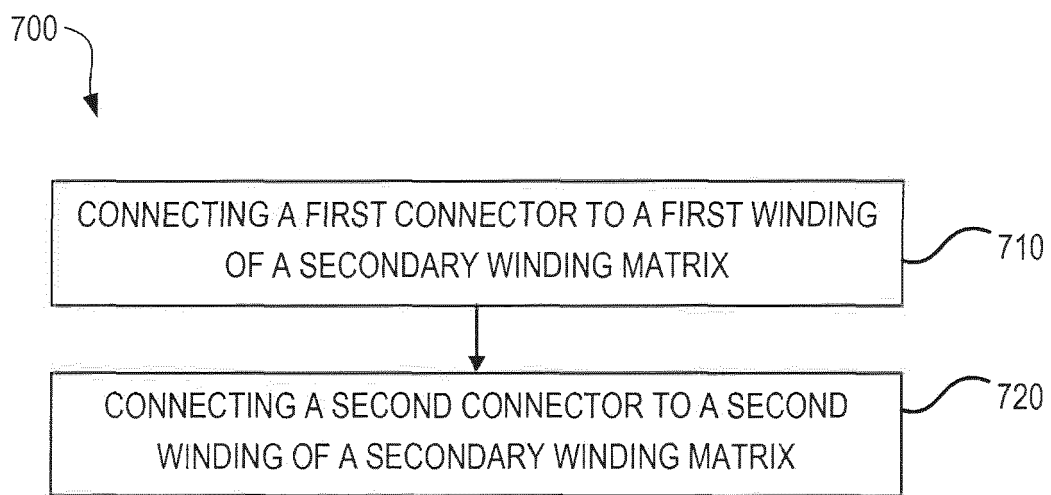 700
CONNECTING A FIRST CONNECTOR TO A FIRST WINDING
OF A SECONDARY WINDING MATRIX
710
CONNECTING A SECOND CONNECTOR TO A SECOND
WINDING OF A SECONDARY WINDING MATRIX
720